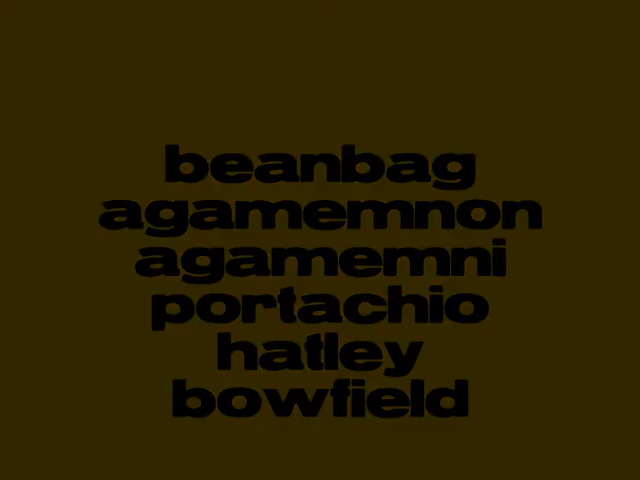 beanbag
agamemnon
agamemni
portachio
hatley
bowfield